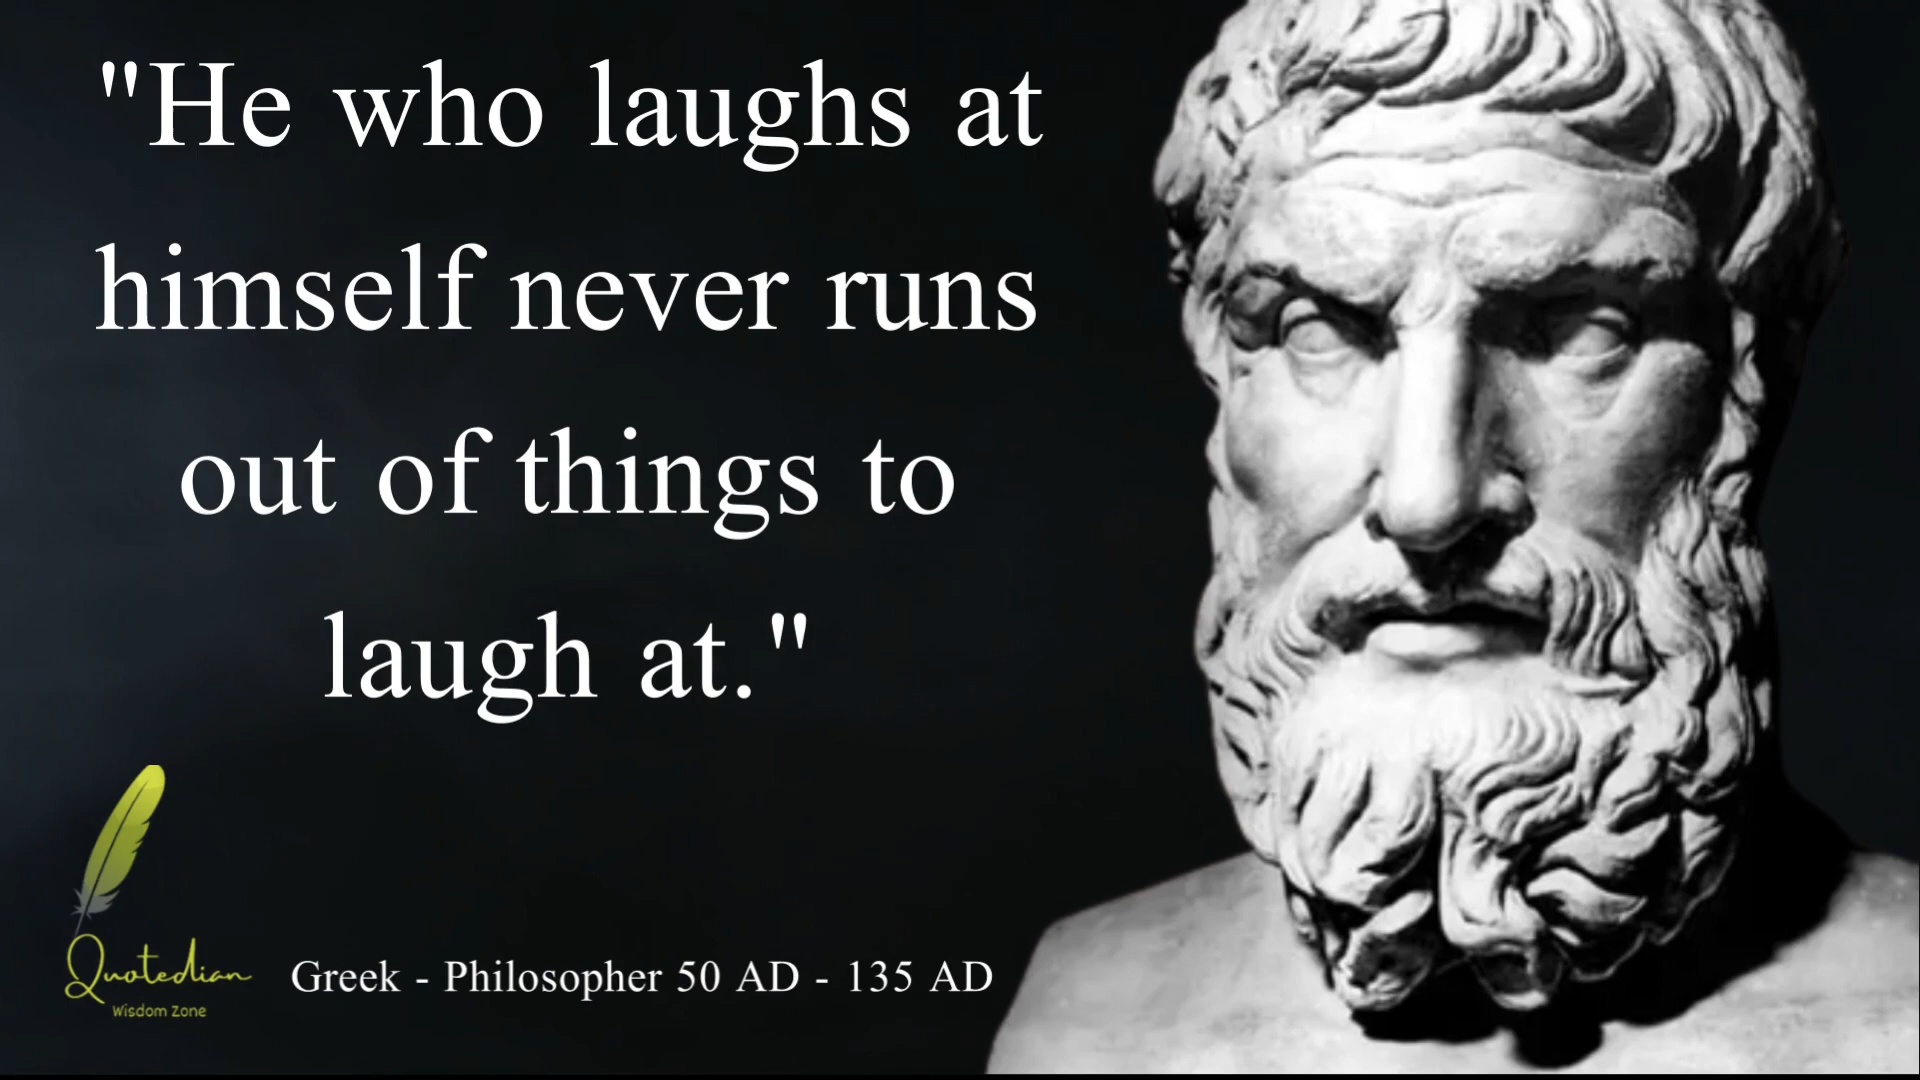 "He who laughs at
himself never runs
out of things to
laugh at."
Quotedian
Wisdom Zone
Greek - Philosopher 50 AD - 135 AD